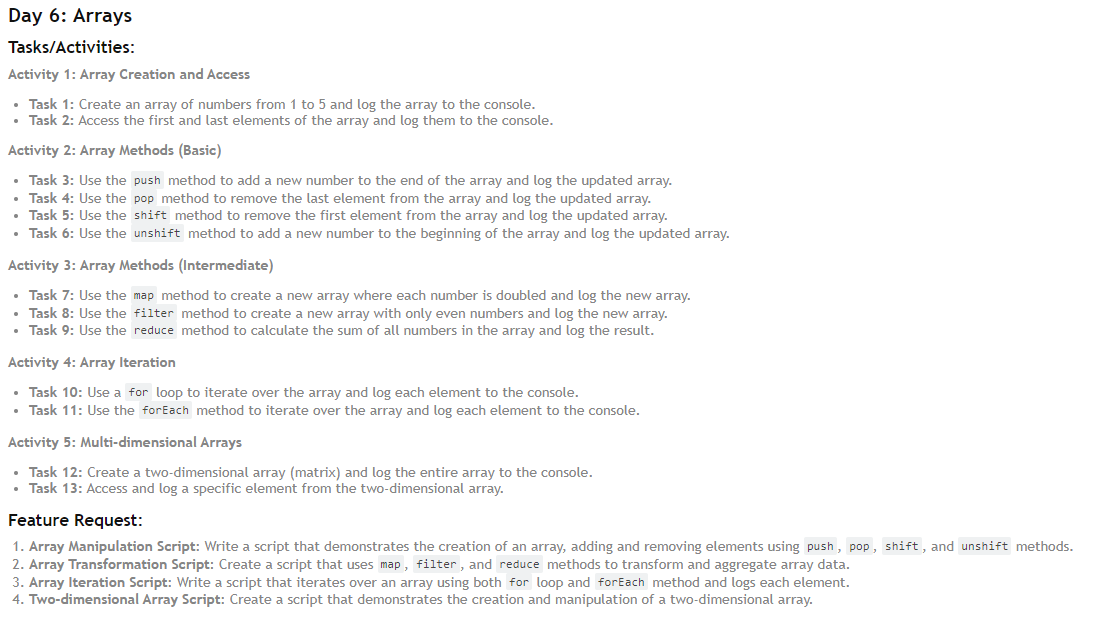 Day 6: Arrays
Tasks/Activities:
Activity 1: Array Creation and Access
• Task 1: Create an array of numbers from 1 to 5 and log the array to the console.
• Task 2: Access the first and last elements of the array and log them to the console.
Activity 2: Array Methods (Basic)
• Task 3: Use the push method to add a new number to the end of the array and log the updated array.
• Task 4: Use the pop method to remove the last element from the array and log the updated array.
• Task 5: Use the shift method to remove the first element from the array and log the updated array.
• Task 6: Use the unshift method to add a new number to the beginning of the array and log the updated array.
Activity 3: Array Methods (Intermediate)
• Task 7: Use the map method to create a new array where each number is doubled and log the new array.
• Task 8: Use the filter method to create a new array with only even numbers and log the new array.
• Task 9: Use the reduce method to calculate the sum of all numbers in the array and log the result.
Activity 4: Array Iteration
• Task 10: Use a for loop to iterate over the array and log each element to the console.
• Task 11: Use the forEach method to iterate over the array and log each element to the console.
Activity 5: Multi-dimensional Arrays
• Task 12: Create a two-dimensional array (matrix) and log the entire array to the console.
• Task 13: Access and log a specific element from the two-dimensional array.
Feature Request:
1. Array Manipulation Script: Write a script that demonstrates the creation of an array, adding and removing elements using push, pop, shift, and unshift methods.
2. Array Transformation Script: Create a script that uses map, filter, and reduce methods to transform and aggregate array data.
3. Array Iteration Script: Write a script that iterates over an array using both for loop and forEach method and logs each element.
4. Two-dimensional Array Script: Create a script that demonstrates the creation and manipulation of a two-dimensional array.